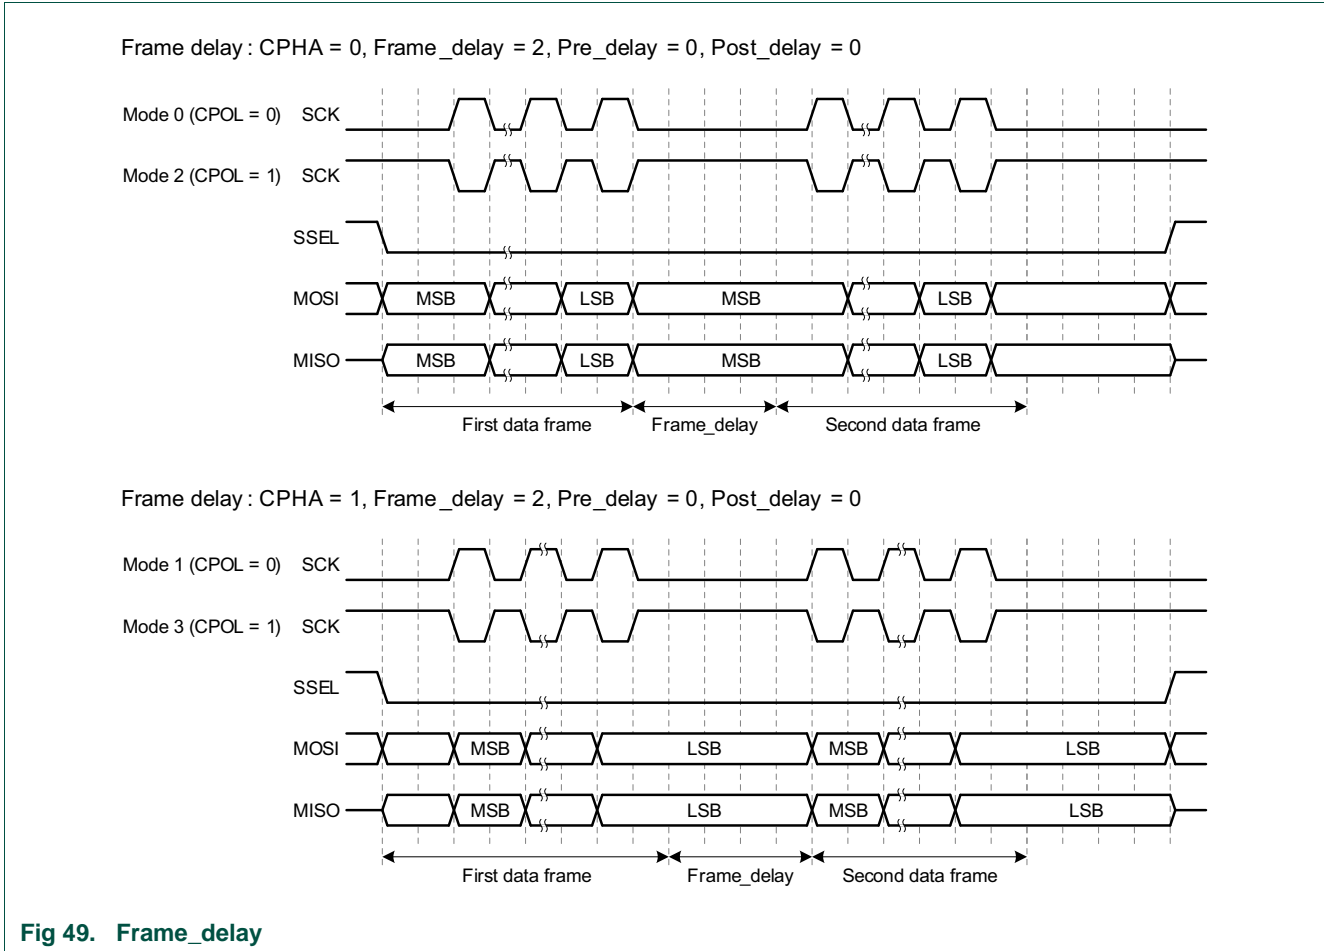 Frame delay : CPHA = 0, Frame_delay = 2, Pre_delay = 0, Post_delay = 0
Mode 0 (CPOL = 0) SCK
Mode 2 (CPOL = 1) SCK
SSEL
MOSI MSB LSB MSB LSB
MISO MSB LSB MSB LSB
First data frame Frame_delay Second data frame
Frame delay : CPHA = 1, Frame_delay = 2, Pre_delay = 0, Post_delay = 0
Mode 1 (CPOL = 0) SCK
Mode 3 (CPOL = 1) SCK
SSEL
MOSI MSB LSB MSB LSB
MISO MSB LSB MSB LSB
First data frame Frame_delay Second data frame
Fig 49. Frame_delay